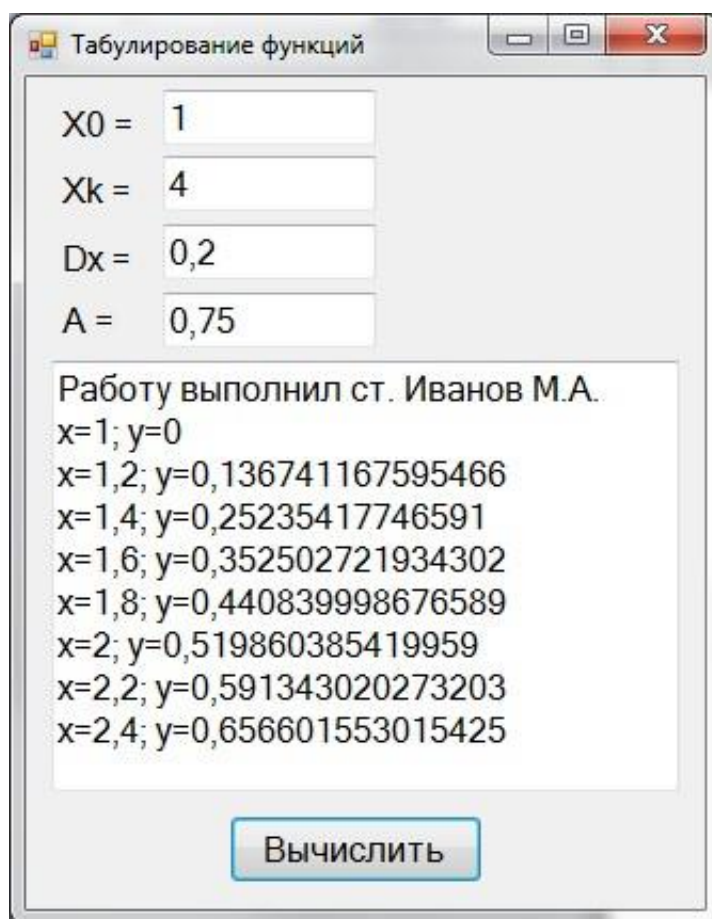 Табулирование функций
X0 = 1
Xk = 4
Dx = 0,2
A = 0,75
Работу выполнил ст. Иванов М.А.
x=1; y=0
x=1,2; y=0,136741167595466
x=1,4; y=0,25235417746591
x=1,6; y=0,352502721934302
x=1,8; y=0,440839998676589
x=2; y=0,519860385419959
x=2,2; y=0,591343020273203
x=2,4; y=0,656601553015425
Вычислить